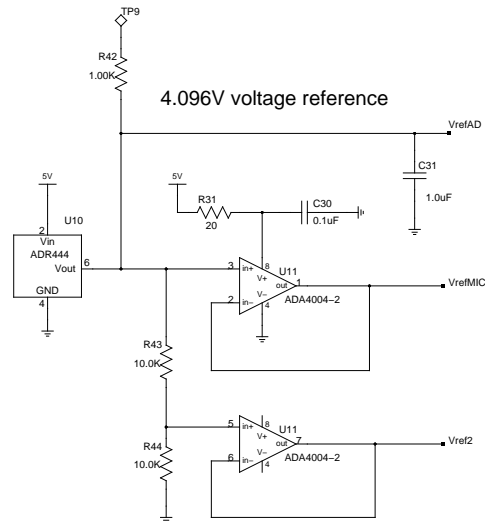 TP9
R42
1.00K
4.096V voltage reference
VrefAD
C31
1.0uF
5V
5V
R31
20
C30
0.1uF
U10
2
Vin
ADR444
Vout
6
GND
4
3
in+
8
V+
U11
out
1
VrefMIC
2
in-
V-
4
ADA4004-2
R43
10.0K
5
in+
8
V+
U11
out
7
Vref2
6
in-
V-
4
ADA4004-2
R44
10.0K